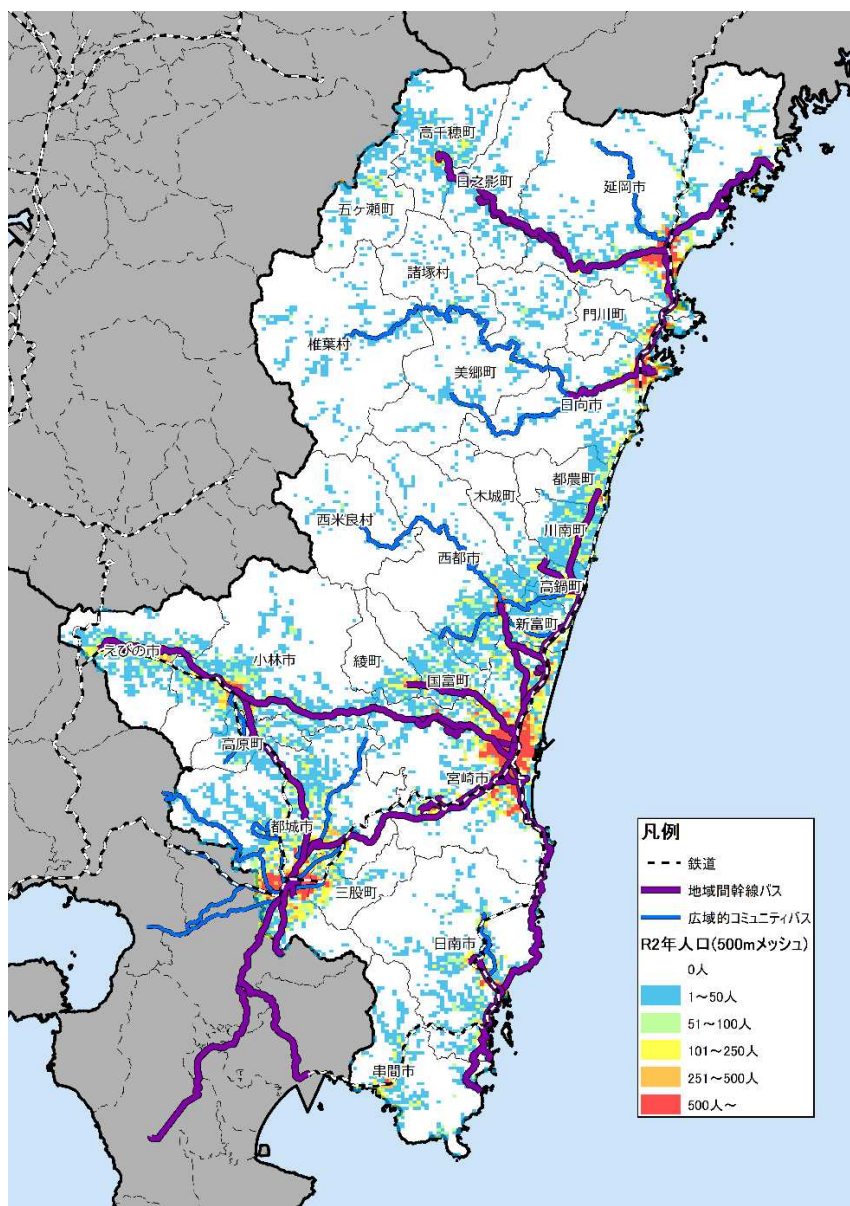 高千穂町
日之影町
延岡市
五ヶ瀬町
諸塚村
門川町
椎葉村
美郷町
日向市
都農町
木城町
西米良村
川南町
西都市
高鍋町
新富町
えびの市
小林市
綾町
国富町
高原町
宮崎市
都城市
三股町
日南市
串間市
凡例
鉄道
地域間幹線バス
広域的コミュニティバス
R2年人口(500mメッシュ)
0人
1～50人
51～100人
101～250人
251～500人
500人～